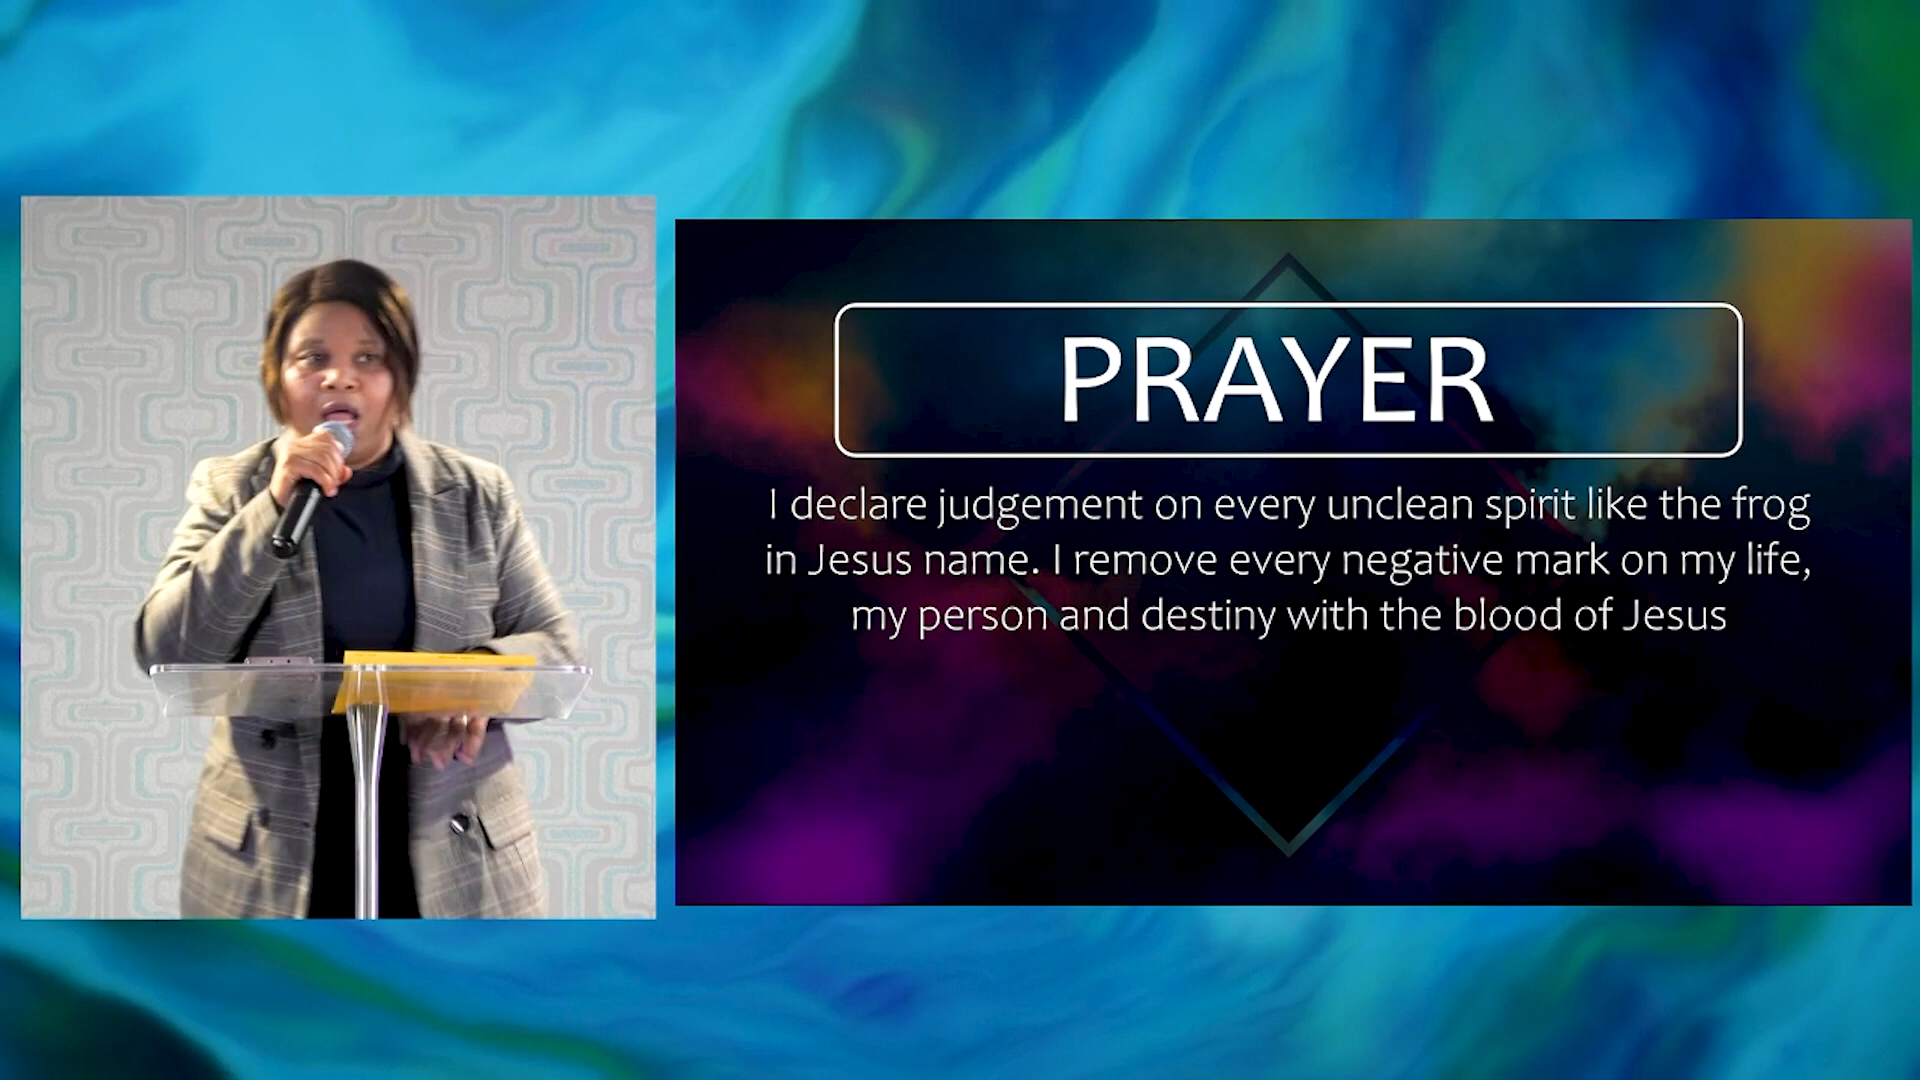 PRAYER
I declare judgement on every unclean spirit like the frog
in Jesus name. I remove every negative mark on my life,
my person and destiny with the blood of Jesus